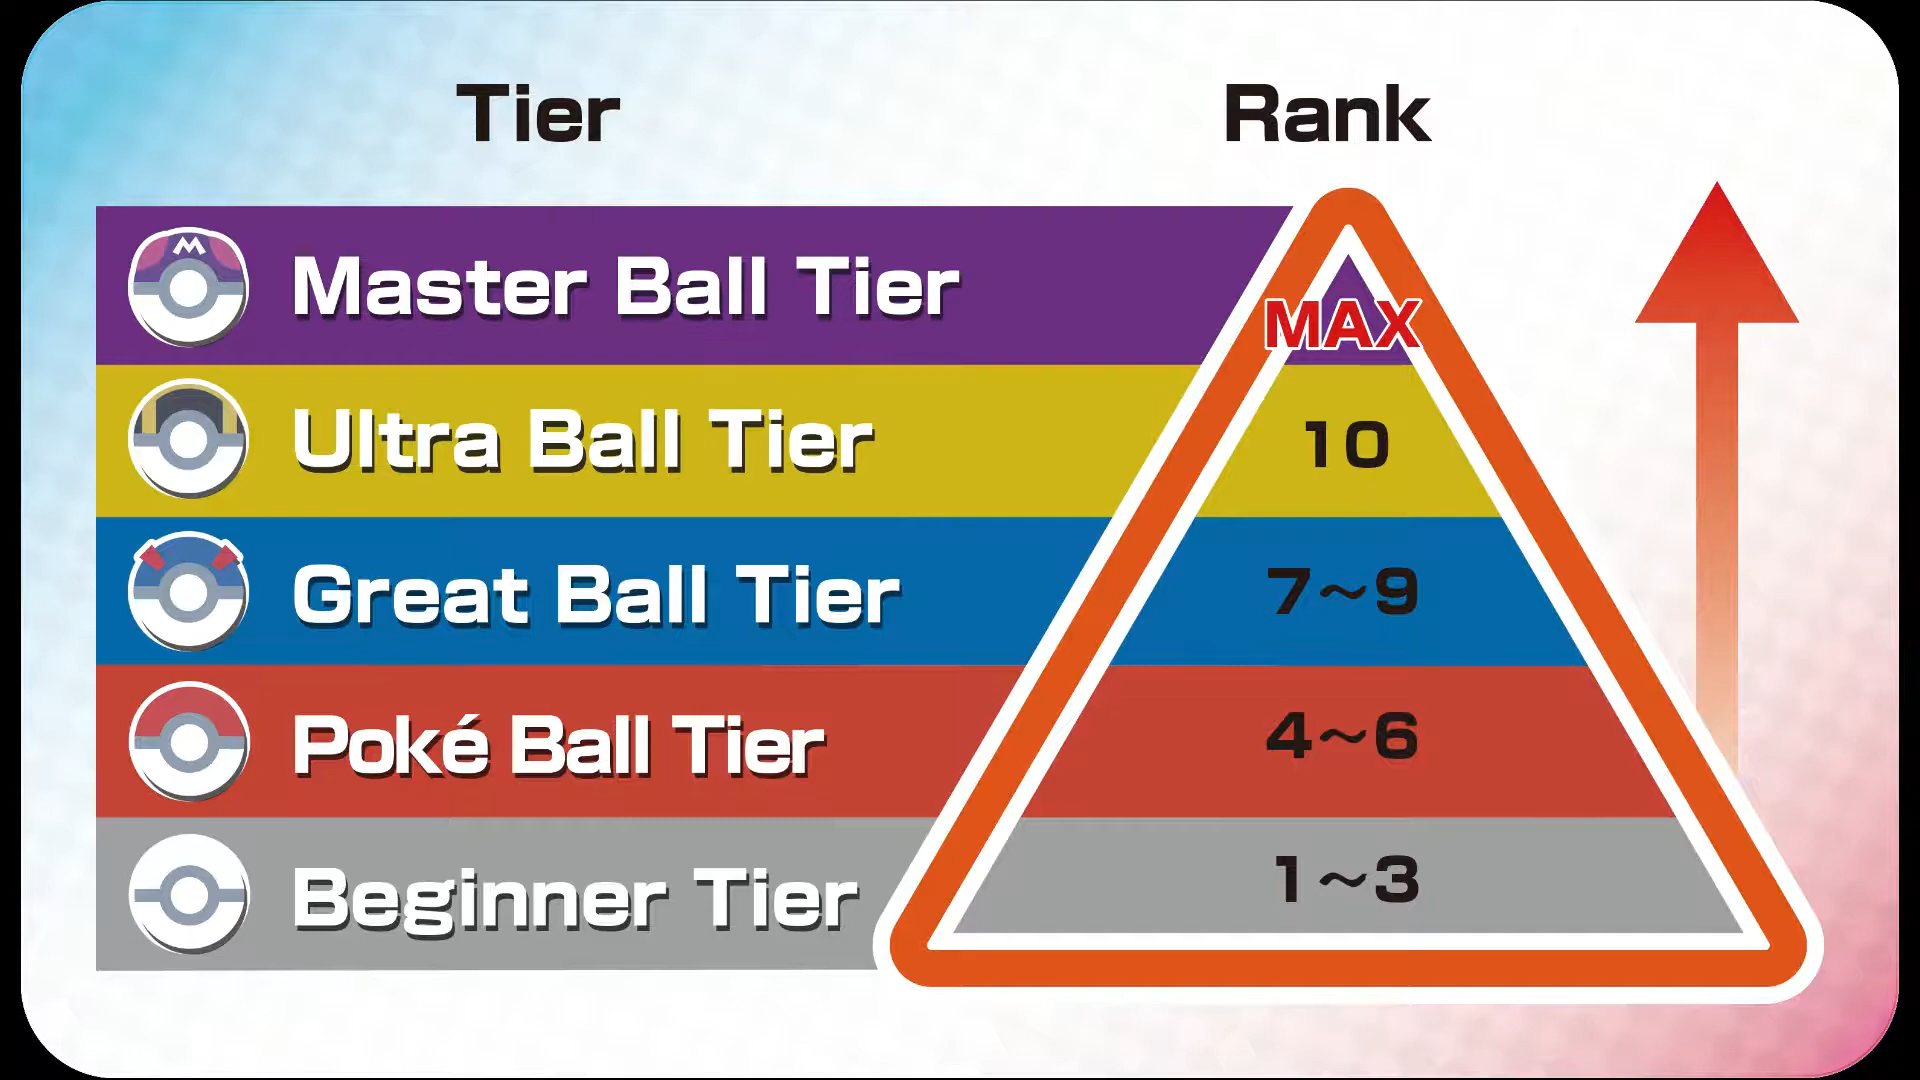 Tier Rank
M
Master Ball Tier MAX
Ultra Ball Tier 10
Great Ball Tier 7~9
Poké Ball Tier 4~6
Beginner Tier 1~3